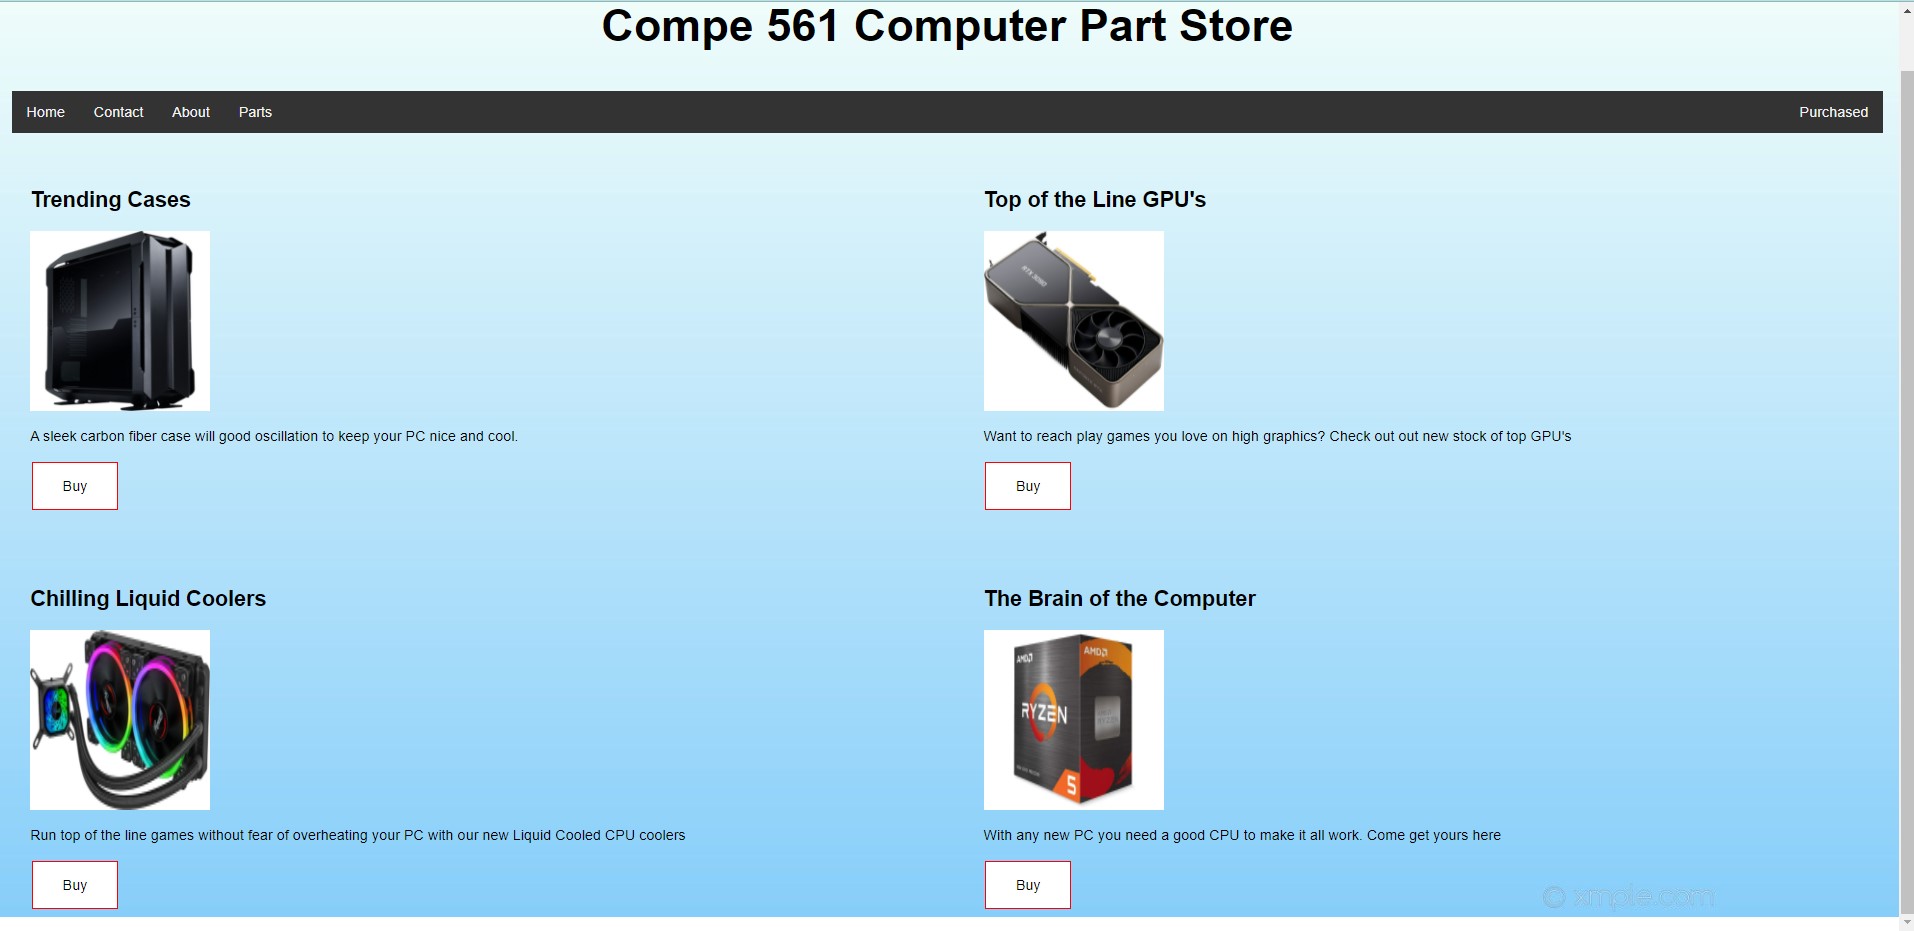 Compe 561 Computer Part Store
Home Contact About Parts Purchased
Trending Cases
Top of the Line GPU's
RTX 3090
A sleek carbon fiber case will good oscillation to keep your PC nice and cool.
Want to reach play games you love on high graphics? Check out out new stock of top GPU's
Buy
Buy
Chilling Liquid Coolers
The Brain of the Computer
AMD
AMD
RYZEN
RYZEN
5
Run top of the line games without fear of overheating your PC with our new Liquid Cooled CPU coolers
With any new PC you need a good CPU to make it all work. Come get yours here
Buy
Buy
© xmple.com